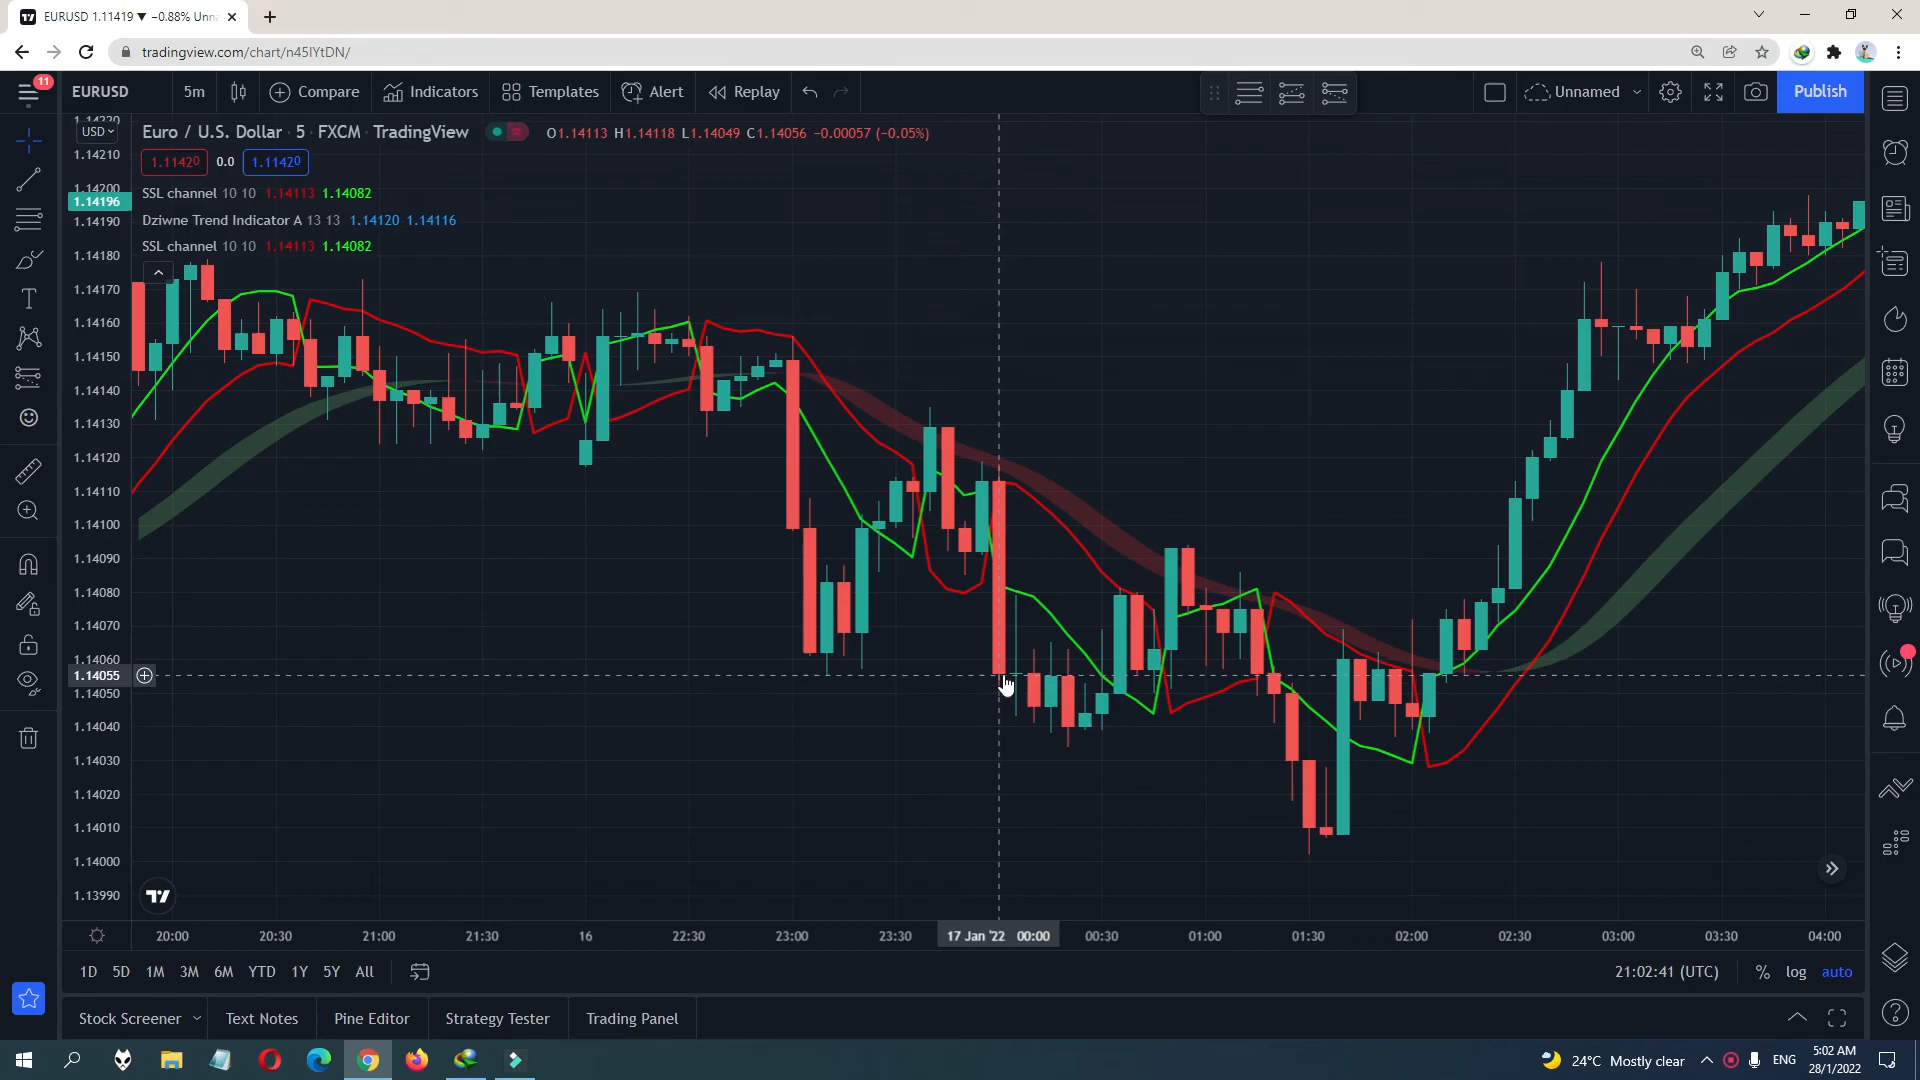 EURUSD 1.11419 ▼ −0.88% Unna
tradingview.com/chart/n45IYtDN/
11
EURUSD 5m Compare Indicators Templates Alert Replay Unnamed Publish
USD
Euro / U.S. Dollar · 5 · FXCM · TradingView O1.14113 H1.14118 L1.14049 C1.14056 −0.00057 (−0.05%)
1.11420 0.0 1.11420
SSL channel 10 10 1.14113 1.14082
Dziwne Trend Indicator A 13 13 1.14120 1.14116
SSL channel 10 10 1.14113 1.14082
1.14220
1.14210
1.14200
1.14196
1.14190
1.14180
1.14170
1.14160
1.14150
1.14140
1.14130
1.14120
1.14110
1.14100
1.14090
1.14080
1.14070
1.14060
1.14055
1.14050
1.14040
1.14030
1.14020
1.14010
1.14000
1.13990
20:00 20:30 21:00 21:30 16 22:30 23:00 23:30 17 Jan '22 00:00 00:30 01:00 01:30 02:00 02:30 03:00 03:30 04:00
1D 5D 1M 3M 6M YTD 1Y 5Y All 21:02:41 (UTC) % log auto
Stock Screener Text Notes Pine Editor Strategy Tester Trading Panel
24°C Mostly clear ENG 5:02 AM
28/1/2022